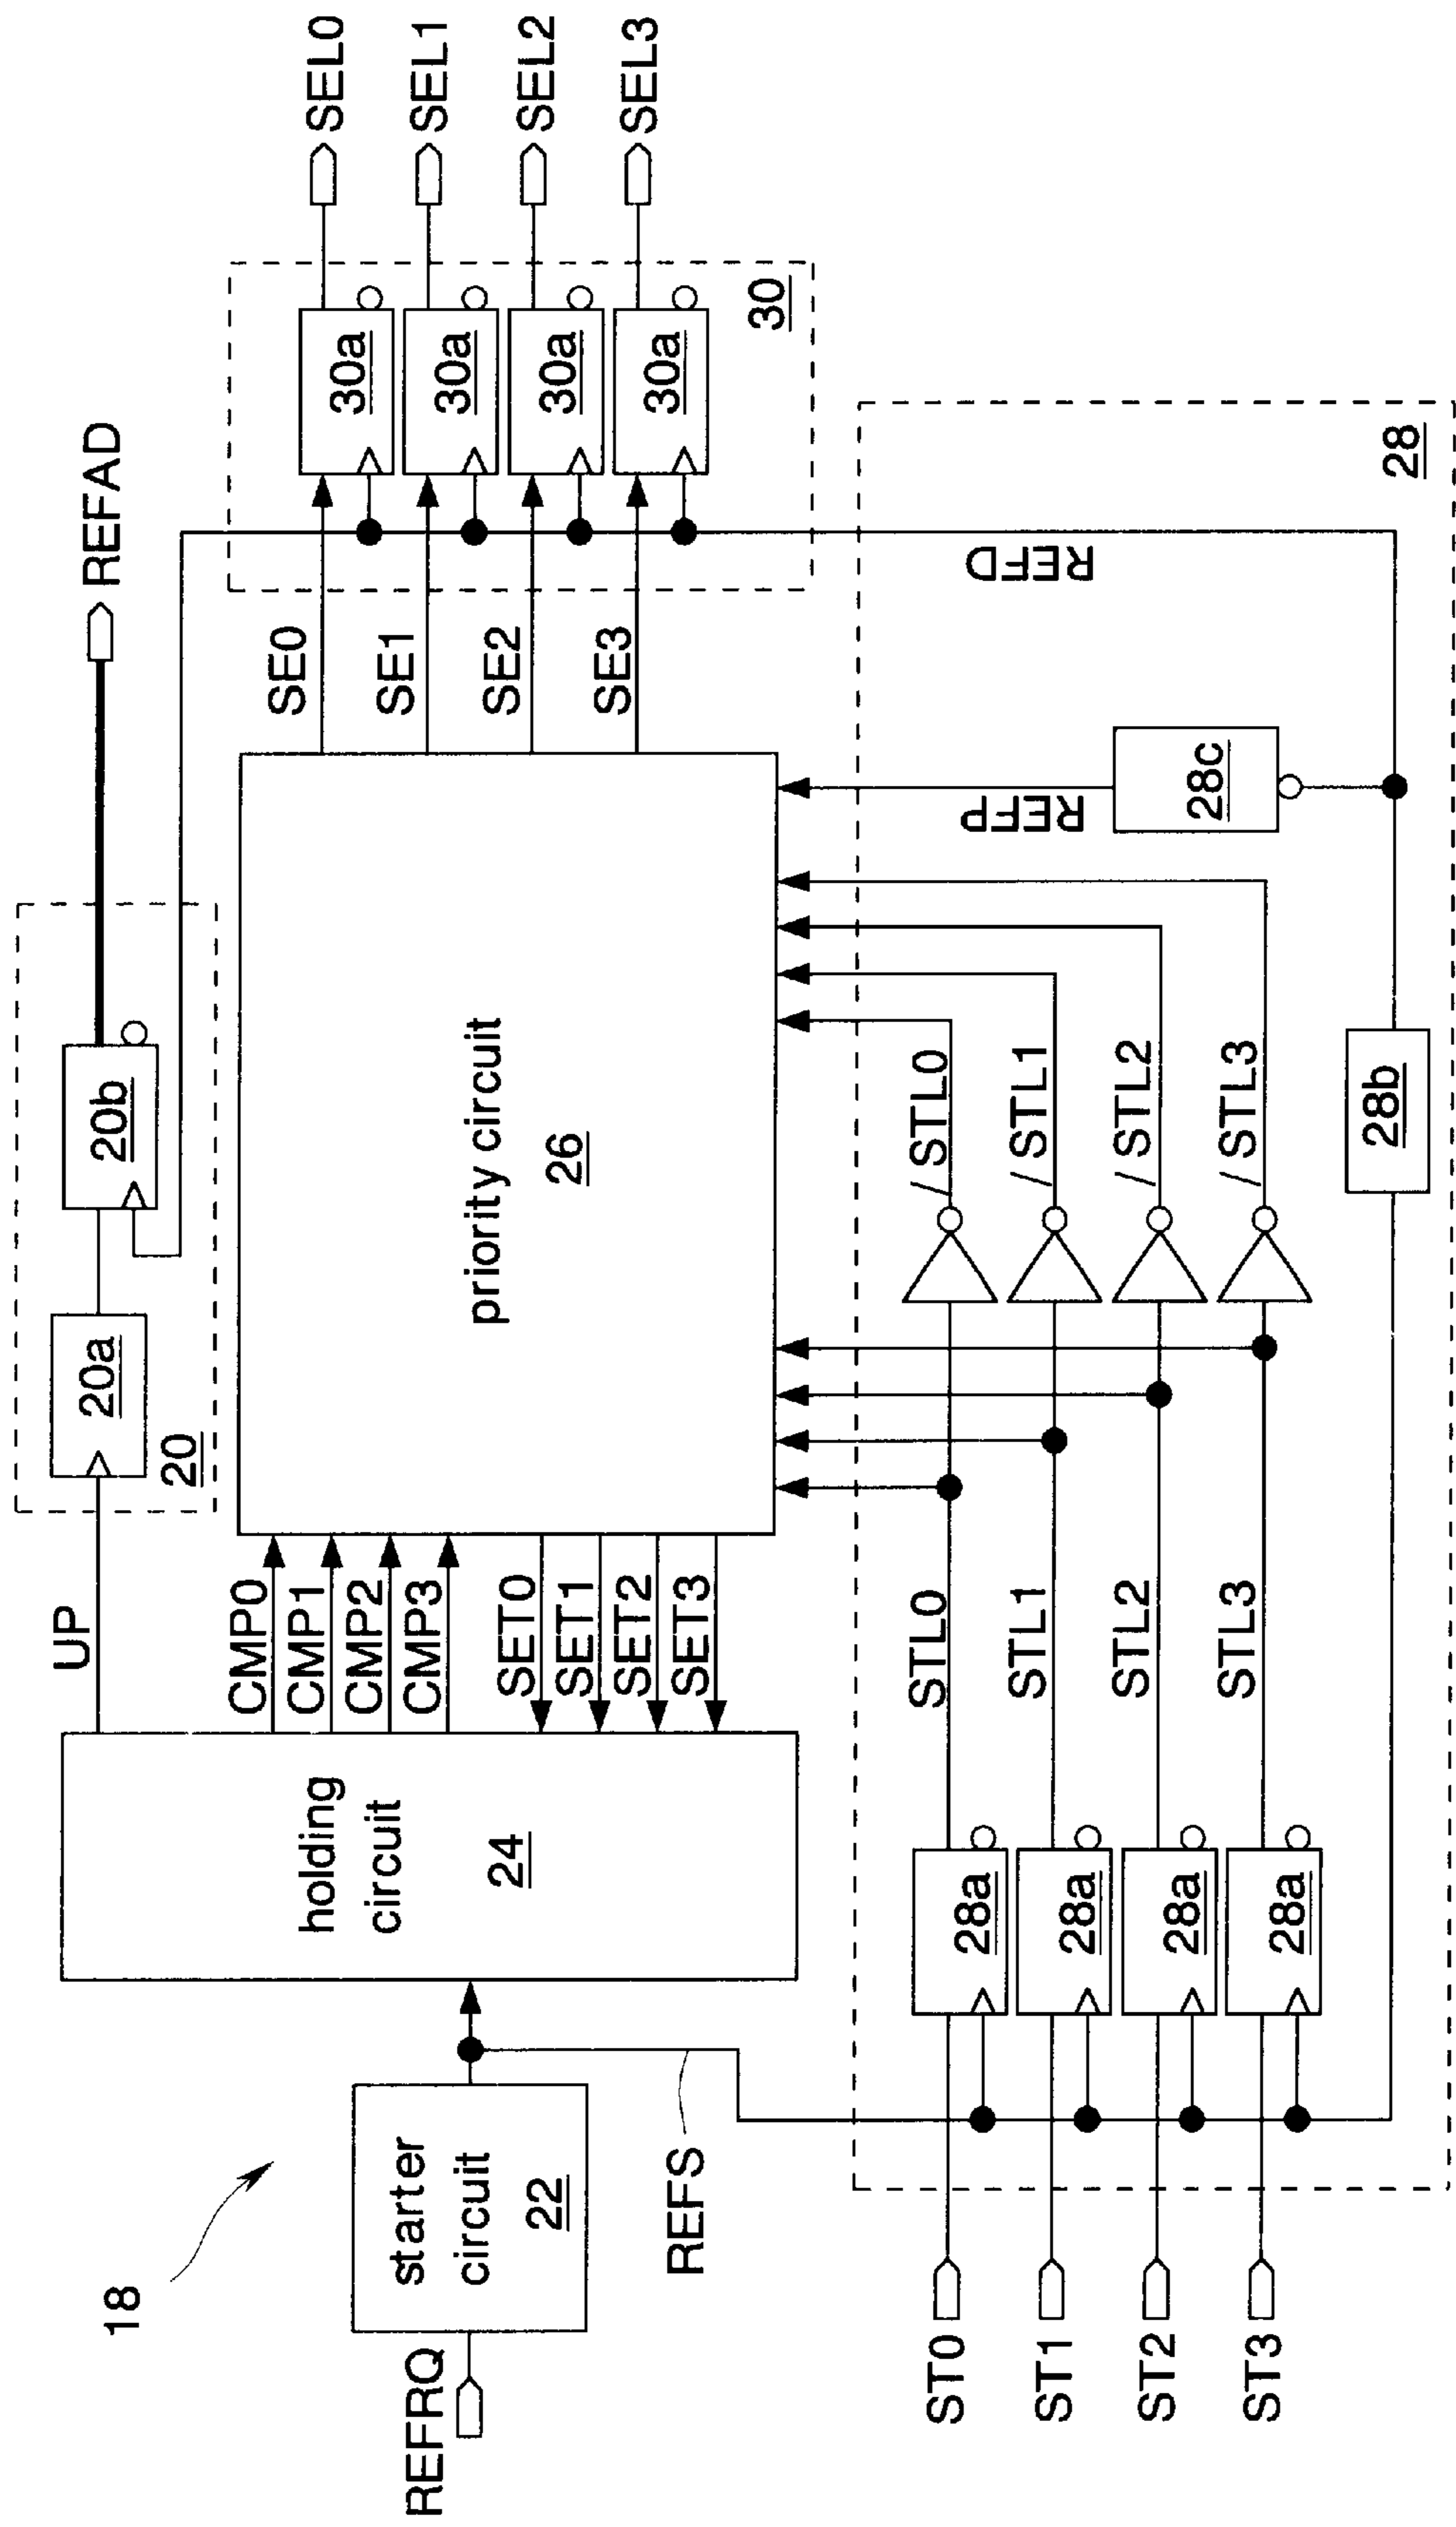 18
REFRQ
starter
circuit
22
REFS
holding
circuit
24
UP
20a
20b
20
REFAD
CMP0
CMP1
CMP2
CMP3
SET0
SET1
SET2
SET3
priority circuit
26
SE0
SE1
SE2
SE3
30a
30a
30a
30a
30
SEL0
SEL1
SEL2
SEL3
ST0
ST1
ST2
ST3
28a
28a
28a
28a
STL0
STL1
STL2
STL3
/STL0
/STL1
/STL2
/STL3
REFP
REFD
28c
28b
28